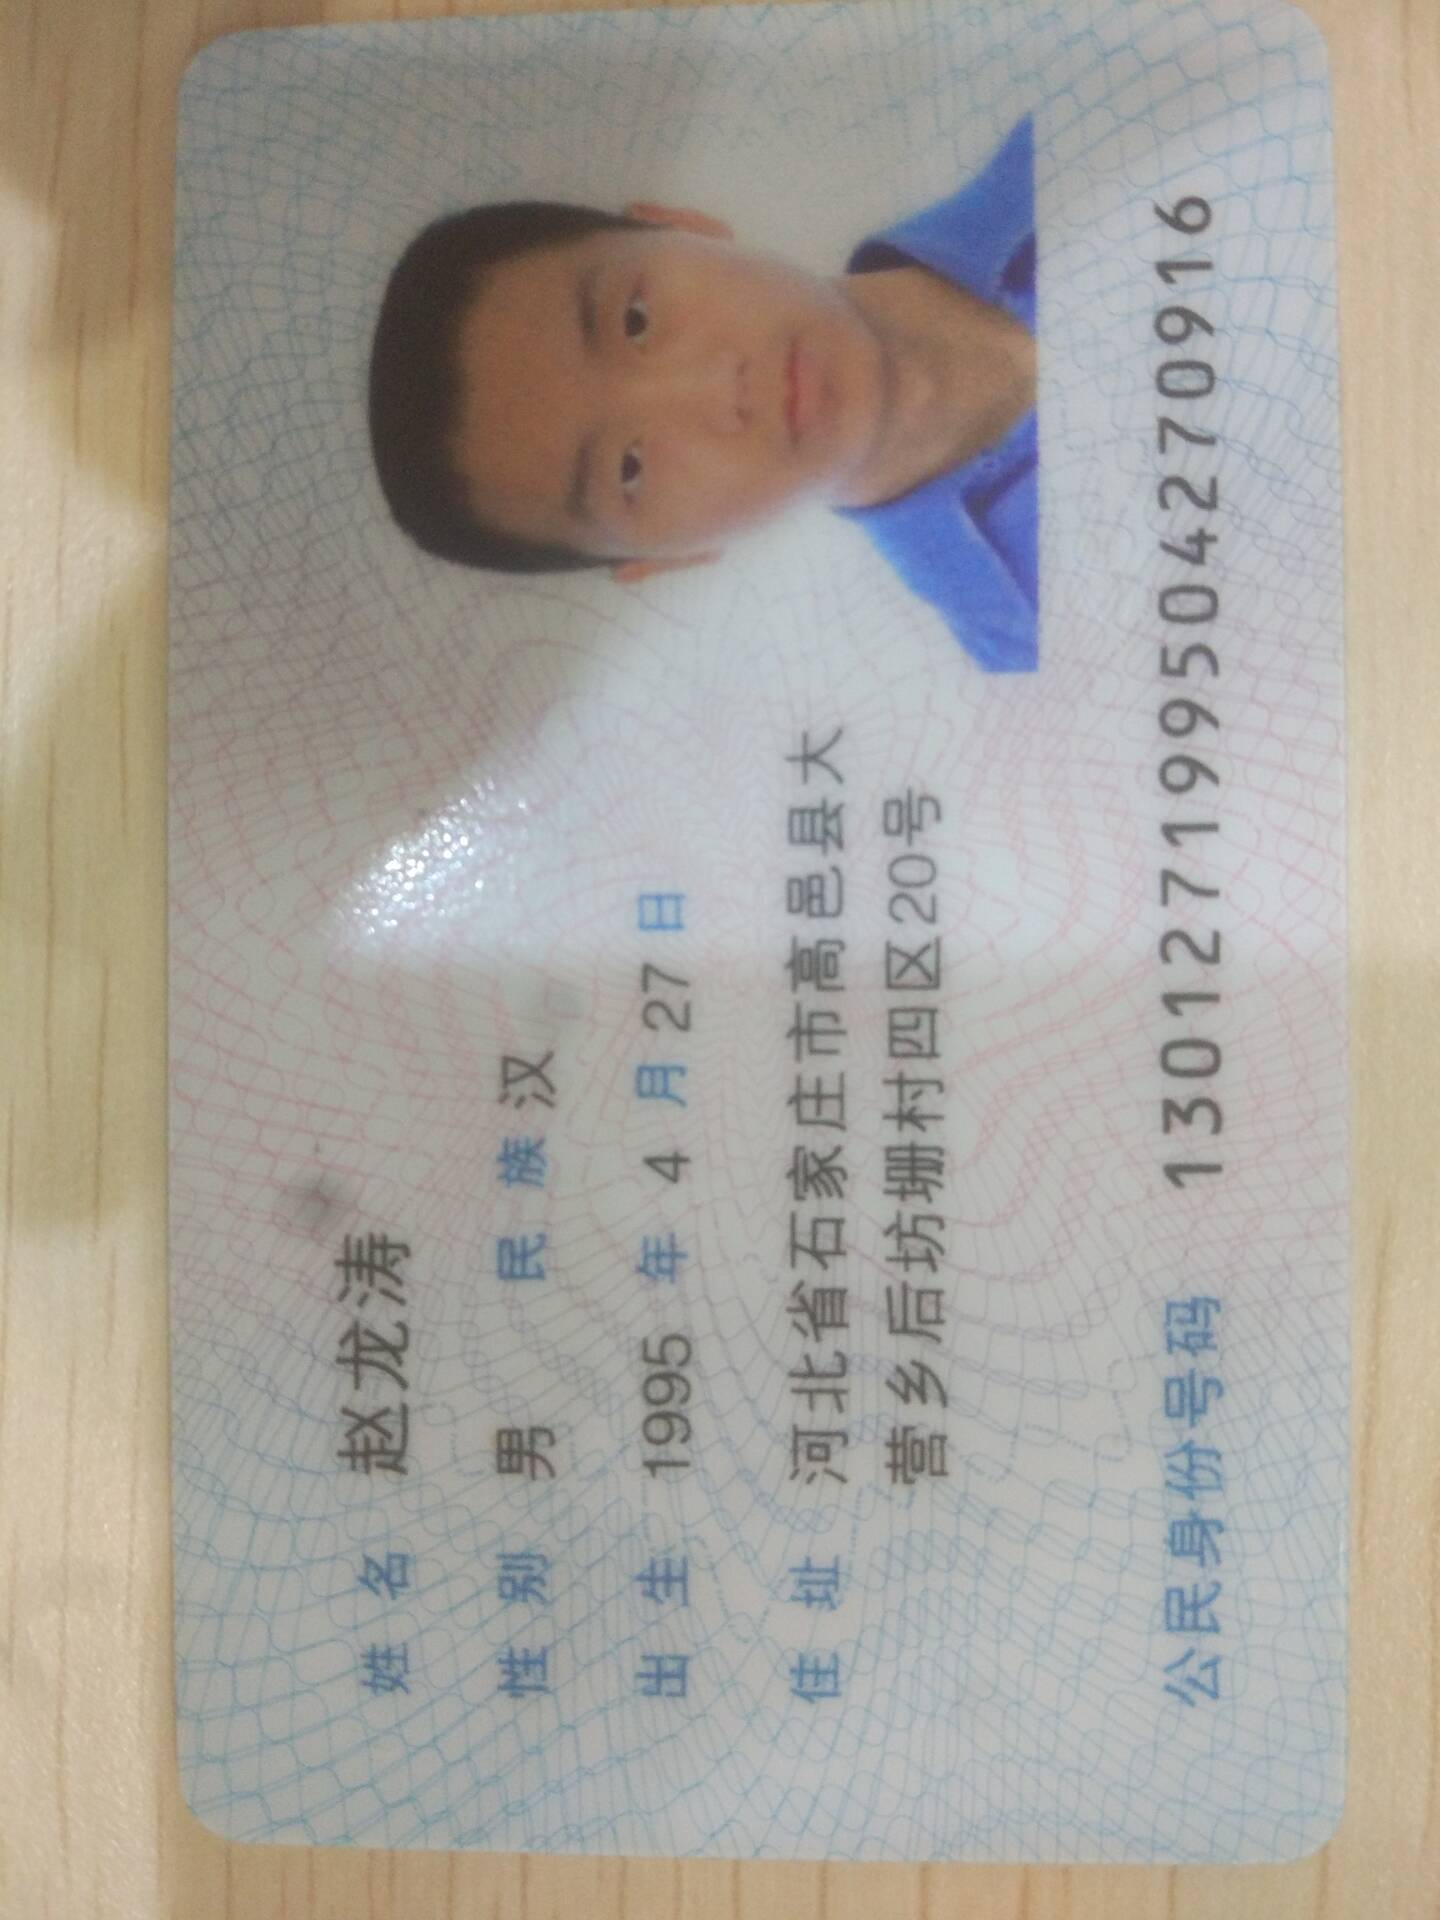 姓名 赵龙涛
性别 男 民族 汉
出生 1995 年 4 月 27 日
住址 河北省石家庄市高邑县大
营乡后坊珊村四区20号
公民身份号码 130127199504270916